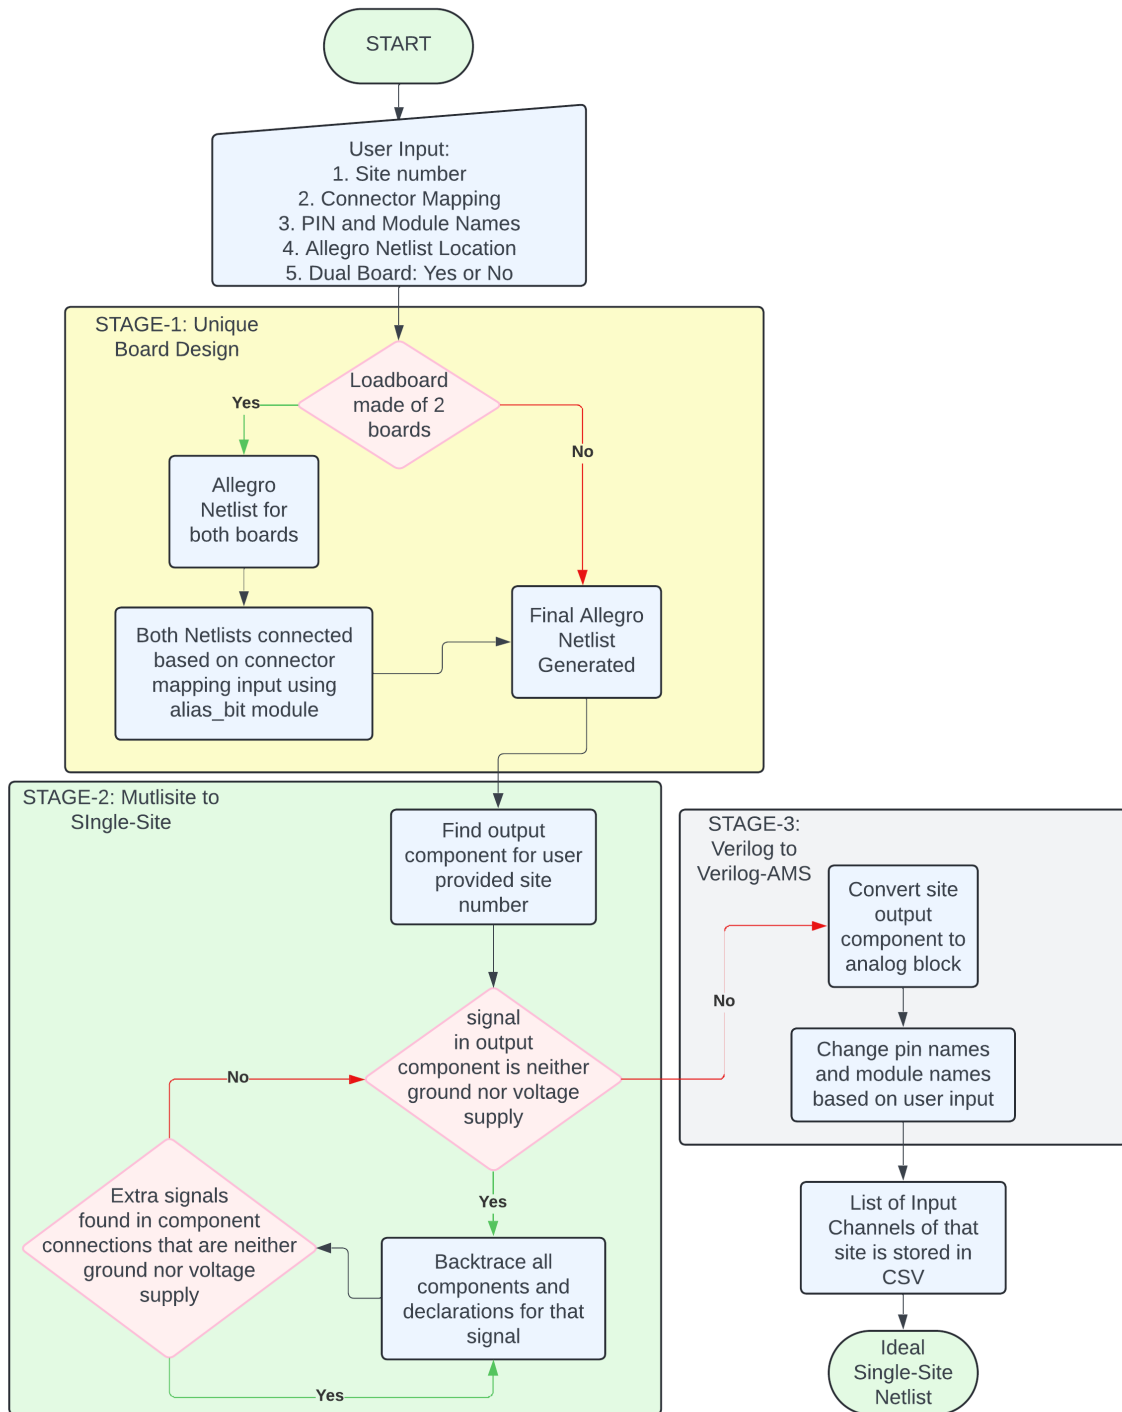 START
User Input:
1. Site number
2. Connector Mapping
3. PIN and Module Names
4. Allegro Netlist Location
5. Dual Board: Yes or No
STAGE-1: Unique
Board Design
Loadboard
made of 2
boards
Yes
No
Allegro
Netlist for
both boards
Both Netlists connected
based on connector
mapping input using
alias_bit module
Final Allegro
Netlist
Generated
STAGE-2: Mutlisite to
SIngle-Site
Find output
component for user
provided site
number
signal
in output
component is neither
ground nor voltage
supply
No
Yes
Extra signals
found in component
connections that are neither
ground nor voltage
supply
Backtrace all
components and
declarations for that
signal
Yes
No
STAGE-3:
Verilog to
Verilog-AMS
Convert site
output
component to
analog block
Change pin names
and module names
based on user input
List of Input
Channels of that
site is stored in
CSV
Ideal
Single-Site
Netlist